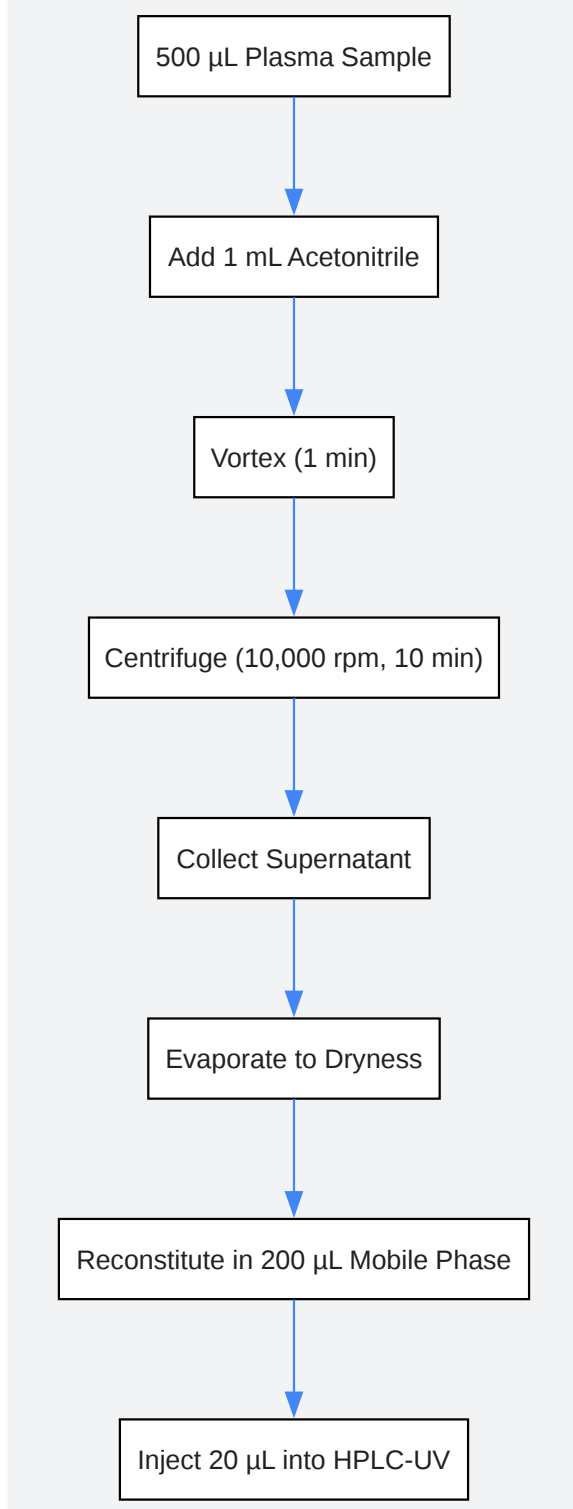 500 µL Plasma Sample
Add 1 mL Acetonitrile
Vortex (1 min)
Centrifuge (10,000 rpm, 10 min)
Collect Supernatant
Evaporate to Dryness
Reconstitute in 200 µL Mobile Phase
Inject 20 µL into HPLC-UV